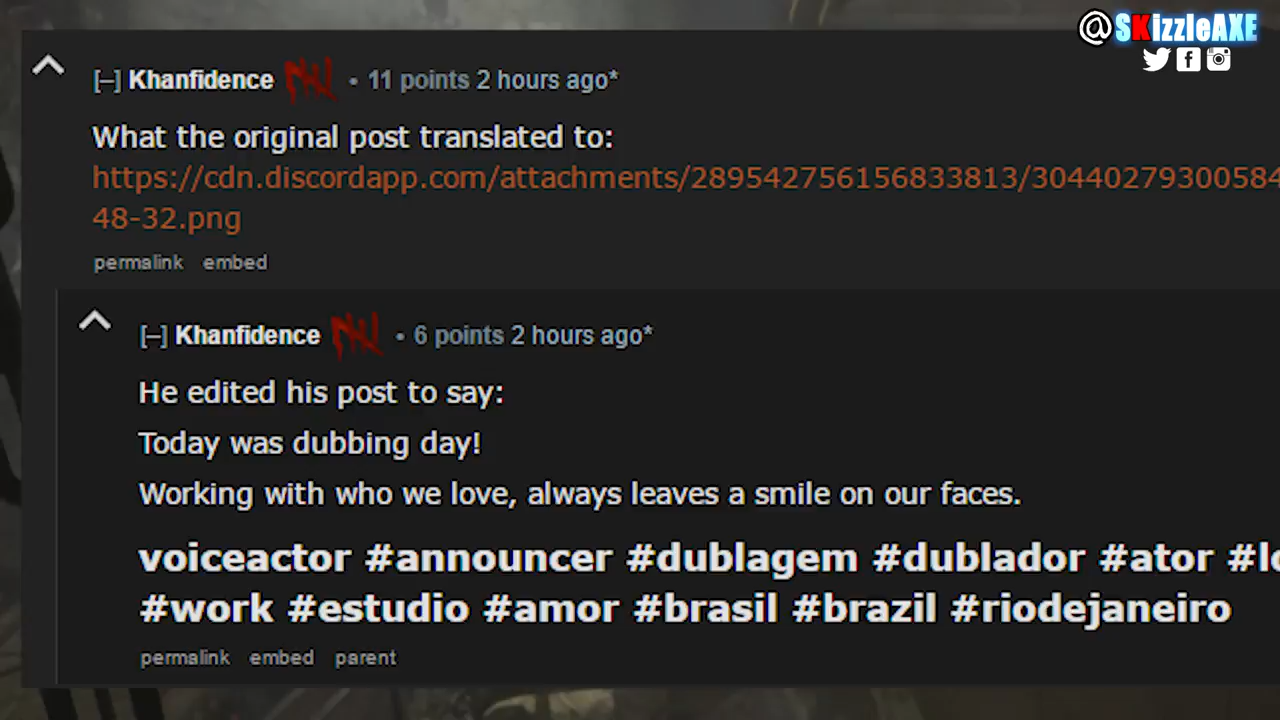 @SKizzleAXE
[–] Khanfidence • 11 points 2 hours ago*
What the original post translated to:
https://cdn.discordapp.com/attachments/289542756156833813/30440279300584
48-32.png
permalink embed
[–] Khanfidence • 6 points 2 hours ago*
He edited his post to say:
Today was dubbing day!
Working with who we love, always leaves a smile on our faces.
voiceactor #announcer #dublagem #dublador #ator
#work #estudio #amor #brasil #brazil #riodejaneiro
permalink embed parent